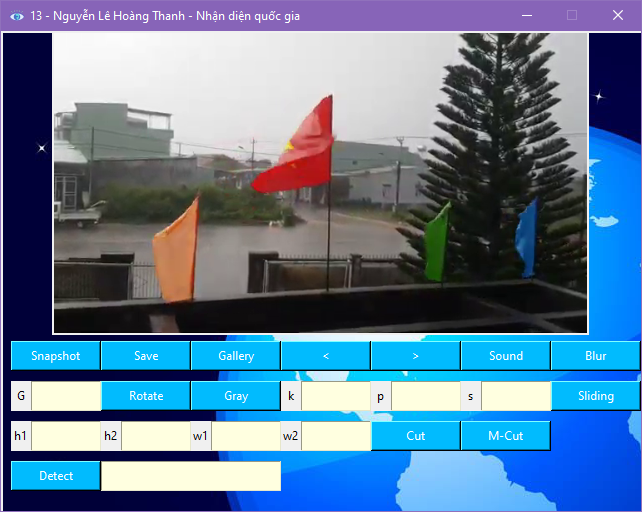 13 - Nguyễn Lê Hoàng Thanh - Nhận diện quốc gia
Snapshot Save Gallery < > Sound Blur
G Rotate Gray k p s Sliding
h1 h2 w1 w2 Cut M-Cut
Detect